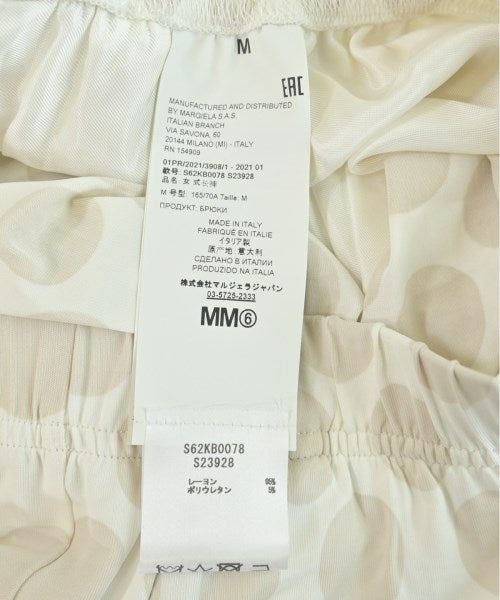 M
EAC
MANUFACTURED AND DISTRIBUTED
BY MARGIELA S.A.S.
ITALIAN BRANCH
VIA SAVONA, 60
20144 MILANO (MI) - ITALY
RN 154909
01PR/2021/3908/1 - 2021 01
款号: S62KB0078 S23928
品名: 女式长裤
M 号型: 165/70A Taille: M
ПРОДУКТ: БРЮКИ
MADE IN ITALY
FABRIQUÉ EN ITALIE
イタリア製
原产地: 意大利
СДЕЛАНО В ИТАЛИИ
PRODUZIDO NA ITALIA
株式会社マルジェラジャパン
03-5725-2333
MM⑥
S62KB0078
S23928
レーヨン 95%
ポリウレタン 5%